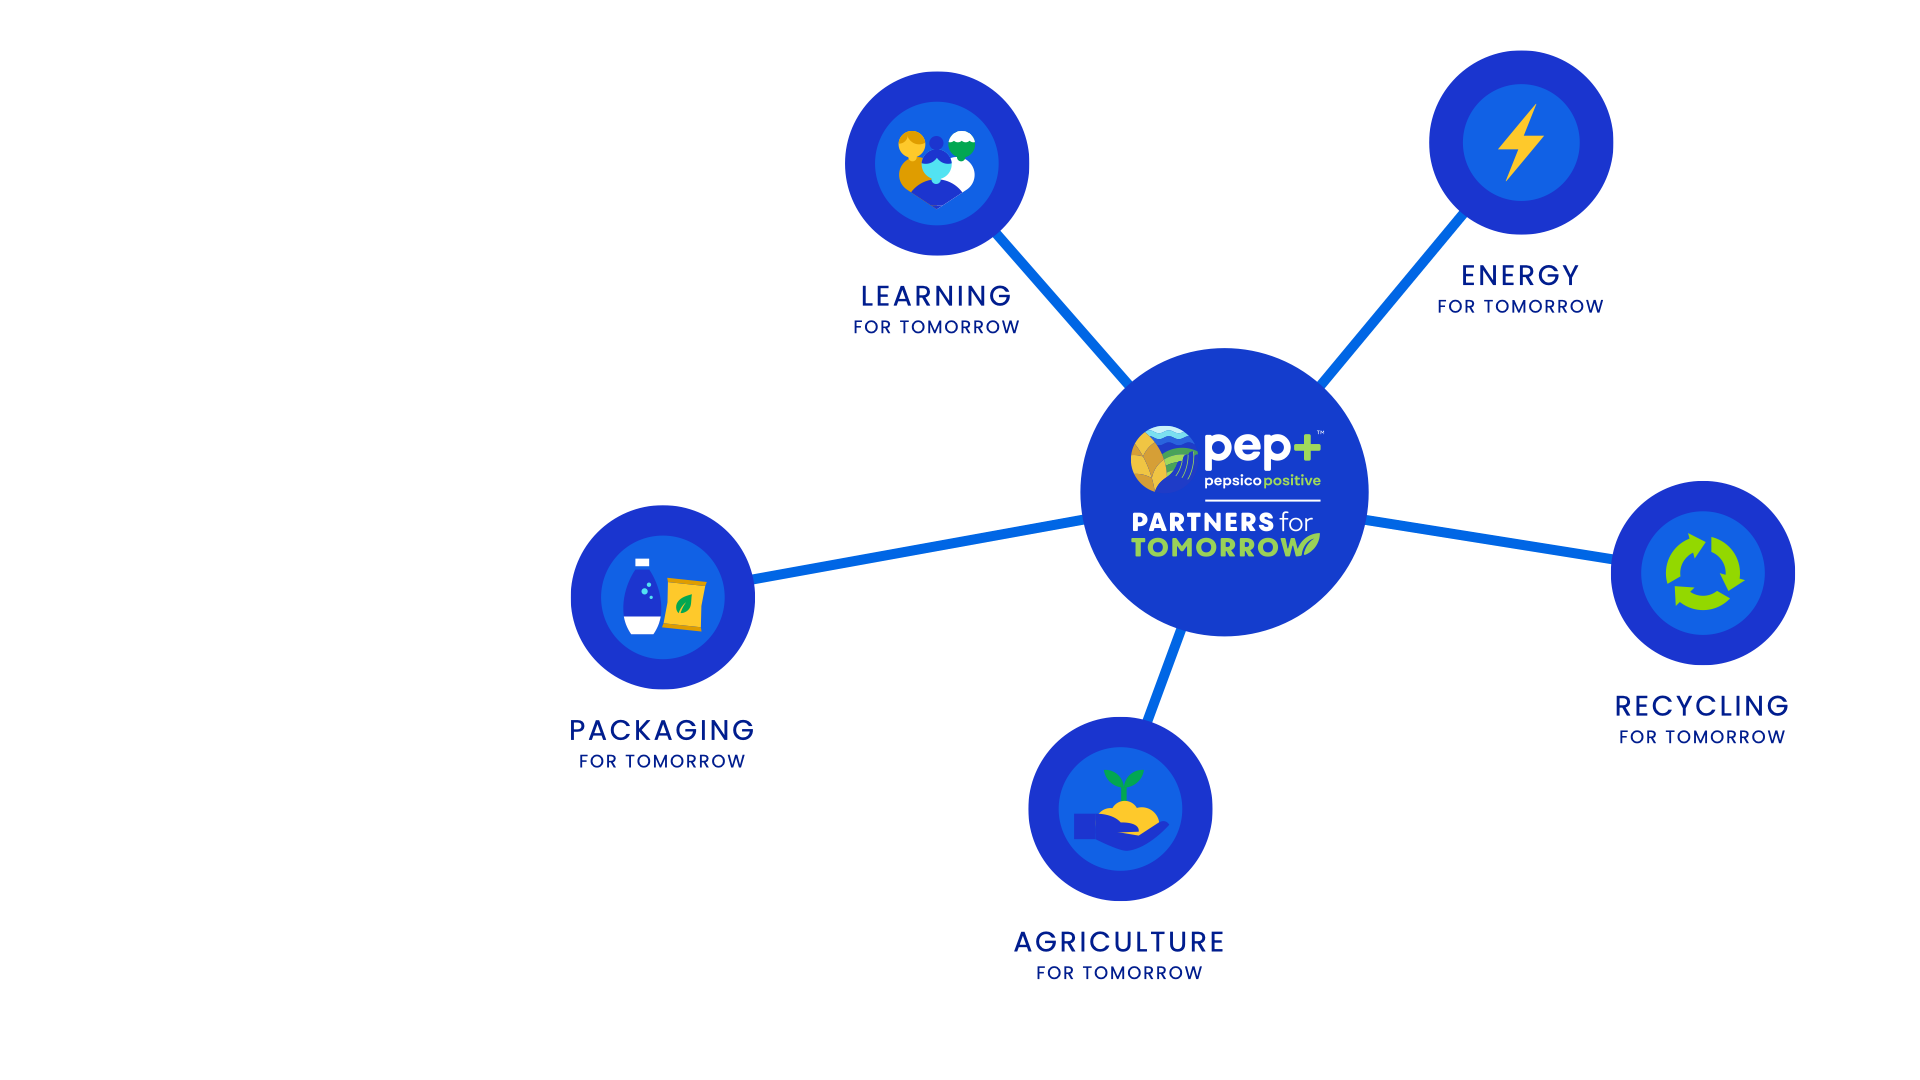 LEARNING
FOR TOMORROW
ENERGY
FOR TOMORROW
pep+™
pepsico positive
PARTNERS for
TOMORROW
PACKAGING
FOR TOMORROW
RECYCLING
FOR TOMORROW
AGRICULTURE
FOR TOMORROW